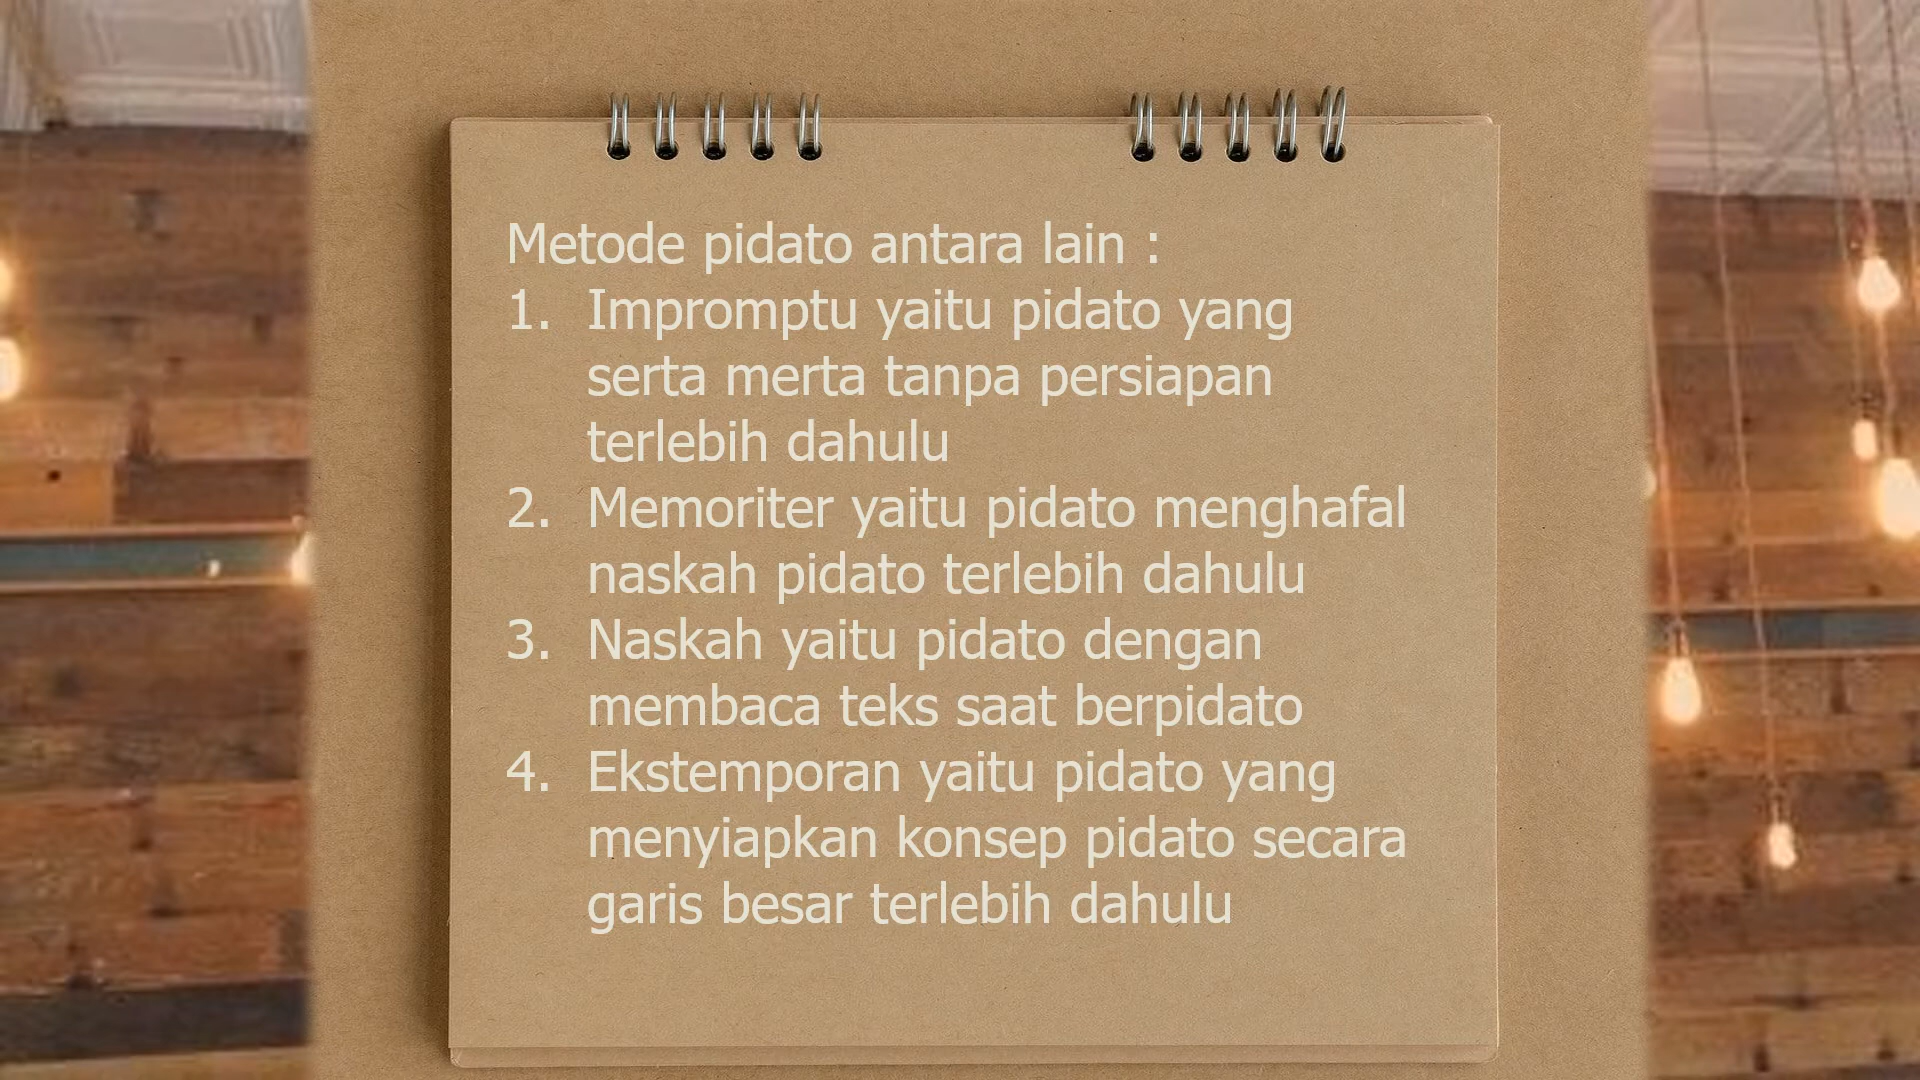 Metode pidato antara lain :
1. Impromptu yaitu pidato yang
serta merta tanpa persiapan
terlebih dahulu
2. Memoriter yaitu pidato menghafal
naskah pidato terlebih dahulu
3. Naskah yaitu pidato dengan
membaca teks saat berpidato
4. Ekstemporan yaitu pidato yang
menyiapkan konsep pidato secara
garis besar terlebih dahulu